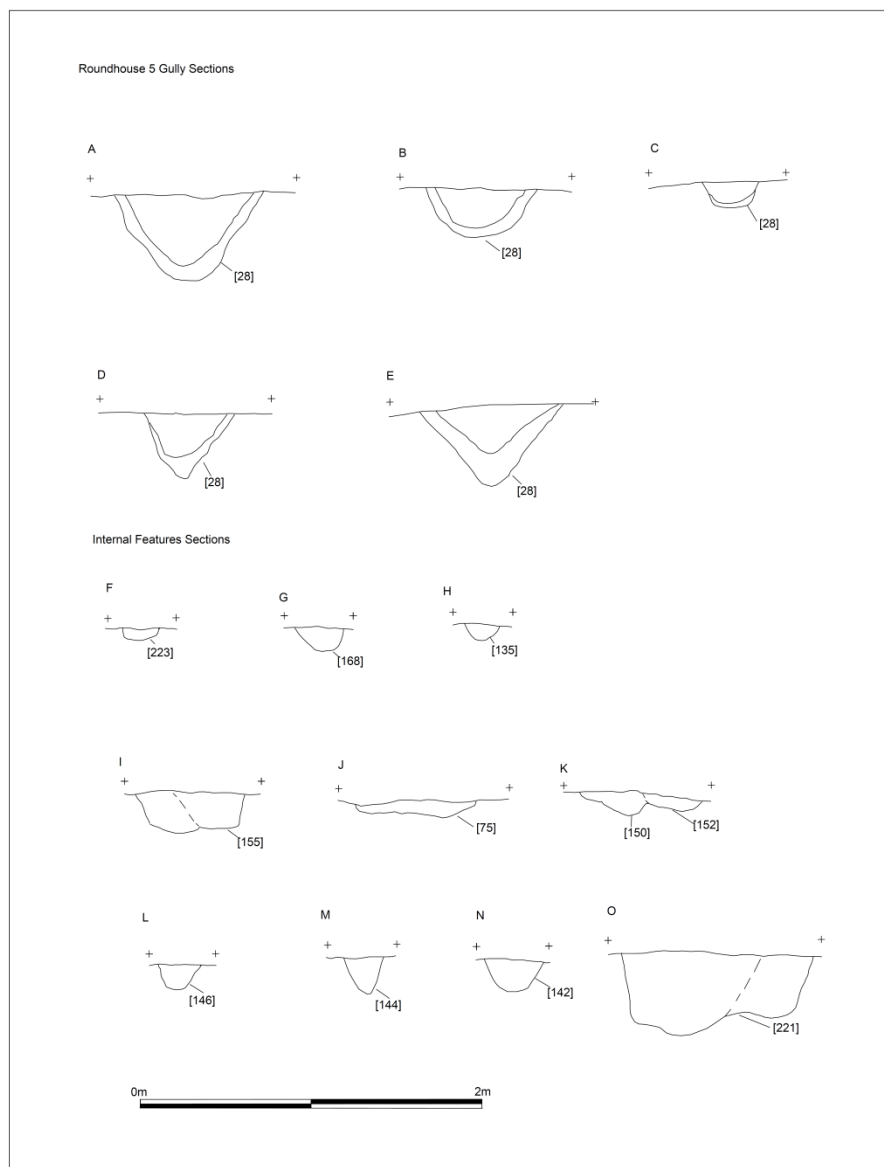 Roundhouse 5 Gully Sections
A B C
[28] [28] [28]
D E
[28] [28]
Internal Features Sections
F G H
[223] [168] [135]
I J K
[155] [75] [150] [152]
L M N O
[146] [144] [142] [221]
0m 2m